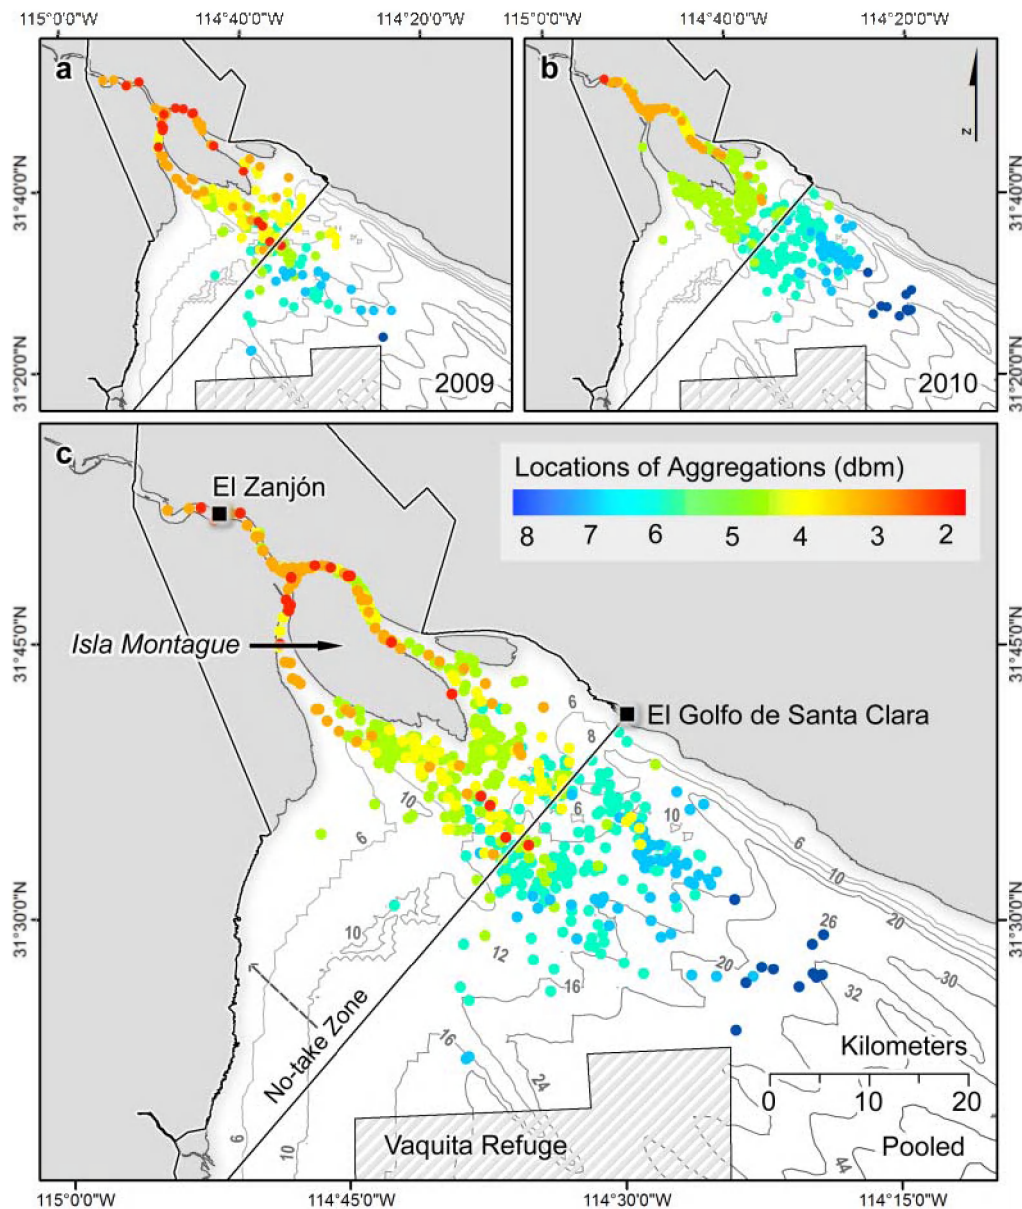 115°0'0"W 114°40'0"W 114°20'0"W 115°0'0"W 114°40'0"W 114°20'0"W
a
b
z
31°40'0"N
31°40'0"N
31°20'0"N
31°20'0"N
2009
2010
c
Locations of Aggregations (dbm)
8 7 6 5 4 3 2
El Zanjón
Isla Montague
31°45'0"N
31°45'0"N
6
El Golfo de Santa Clara
8
10
6
10
6
6
10
20
31°30'0"N
31°30'0"N
10
26
12
20
30
16
32
No-take Zone
16
24
Kilometers
0 10 20
6
10
Vaquita Refuge
Pooled
44
115°0'0"W 114°45'0"W 114°30'0"W 114°15'0"W